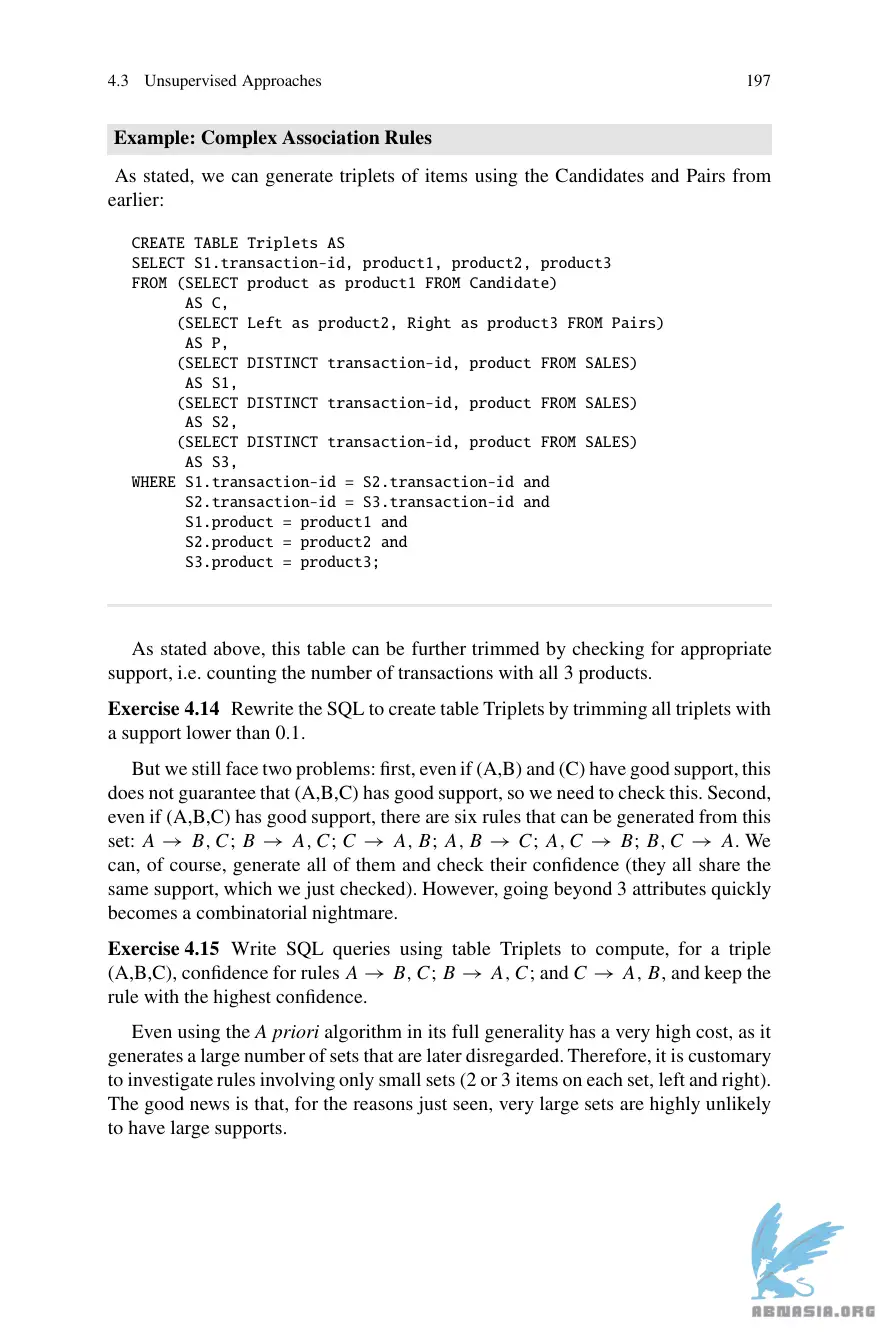 4.3 Unsupervised Approaches 197
Example: Complex Association Rules
As stated, we can generate triplets of items using the Candidates and Pairs from
earlier:
CREATE TABLE Triplets AS
SELECT S1.transaction-id, product1, product2, product3
FROM (SELECT product as product1 FROM Candidate)
AS C,
(SELECT Left as product2, Right as product3 FROM Pairs)
AS P,
(SELECT DISTINCT transaction-id, product FROM SALES)
AS S1,
(SELECT DISTINCT transaction-id, product FROM SALES)
AS S2,
(SELECT DISTINCT transaction-id, product FROM SALES)
AS S3,
WHERE S1.transaction-id = S2.transaction-id and
S2.transaction-id = S3.transaction-id and
S1.product = product1 and
S2.product = product2 and
S3.product = product3;
As stated above, this table can be further trimmed by checking for appropriate
support, i.e. counting the number of transactions with all 3 products.
Exercise 4.14 Rewrite the SQL to create table Triplets by trimming all triplets with
a support lower than 0.1.
But we still face two problems: first, even if (A,B) and (C) have good support, this
does not guarantee that (A,B,C) has good support, so we need to check this. Second,
even if (A,B,C) has good support, there are six rules that can be generated from this
set: A → B, C; B → A, C; C → A, B; A, B → C; A, C → B; B, C → A. We
can, of course, generate all of them and check their confidence (they all share the
same support, which we just checked). However, going beyond 3 attributes quickly
becomes a combinatorial nightmare.
Exercise 4.15 Write SQL queries using table Triplets to compute, for a triple
(A,B,C), confidence for rules A → B, C; B → A, C; and C → A, B, and keep the
rule with the highest confidence.
Even using the A priori algorithm in its full generality has a very high cost, as it
generates a large number of sets that are later disregarded. Therefore, it is customary
to investigate rules involving only small sets (2 or 3 items on each set, left and right).
The good news is that, for the reasons just seen, very large sets are highly unlikely
to have large supports.
ABNASIA.ORG